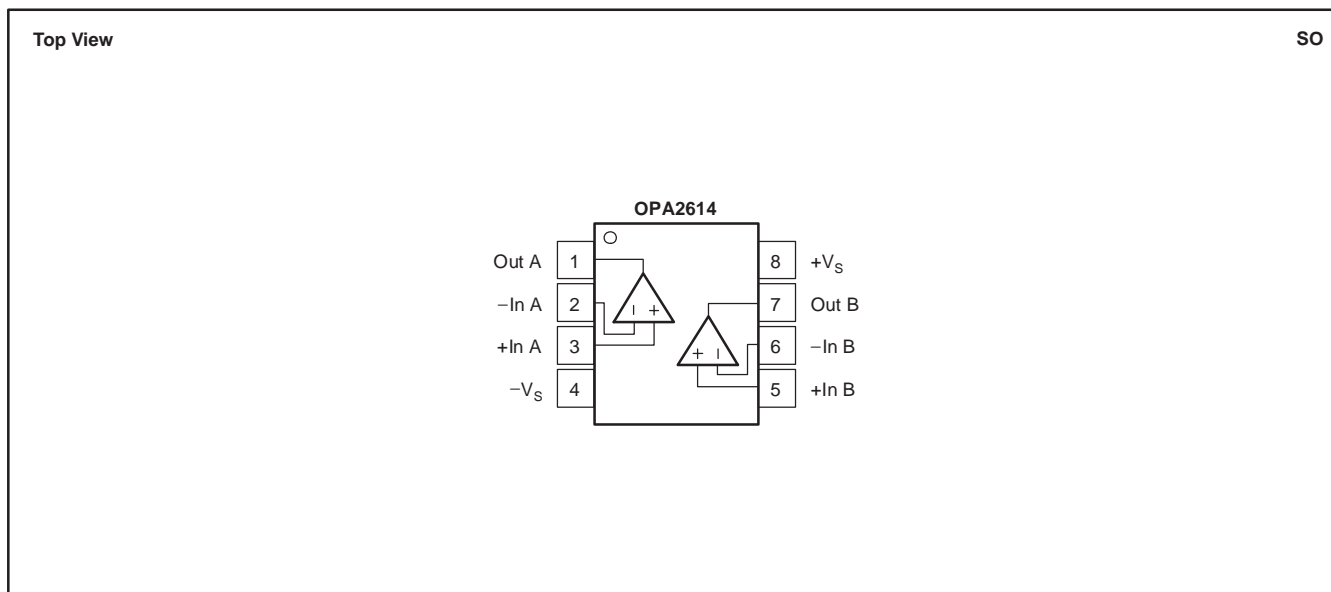 Top View SO
OPA2614
Out A 1 8 +VS
−In A 2 7 Out B
+In A 3 6 −In B
−VS 4 5 +In B